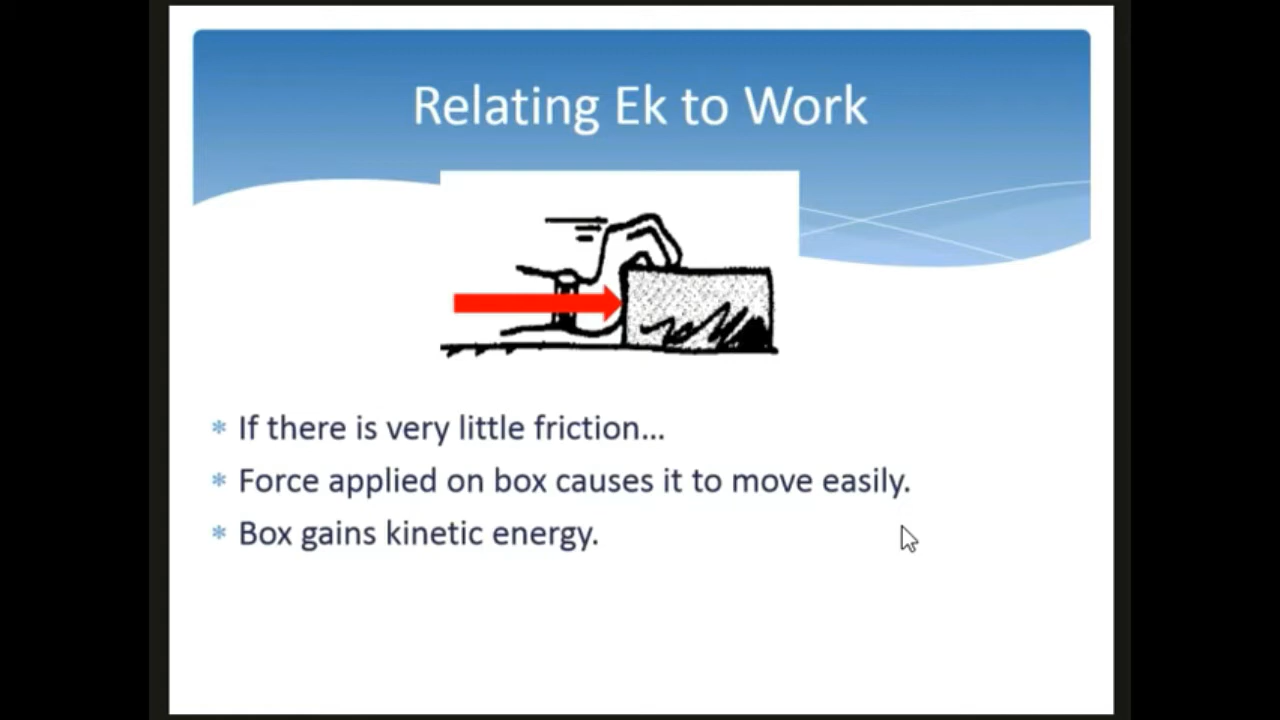 Relating Ek to Work
* If there is very little friction...
* Force applied on box causes it to move easily.
* Box gains kinetic energy.